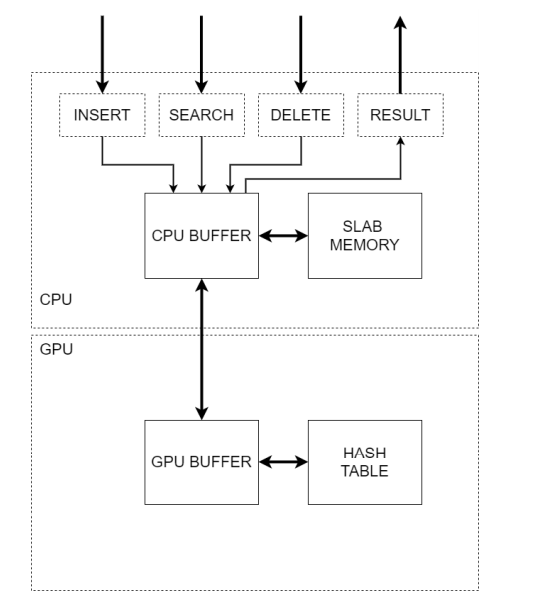 INSERT
SEARCH
DELETE
RESULT
CPU BUFFER
SLAB
MEMORY
CPU
GPU
GPU BUFFER
HASH
TABLE